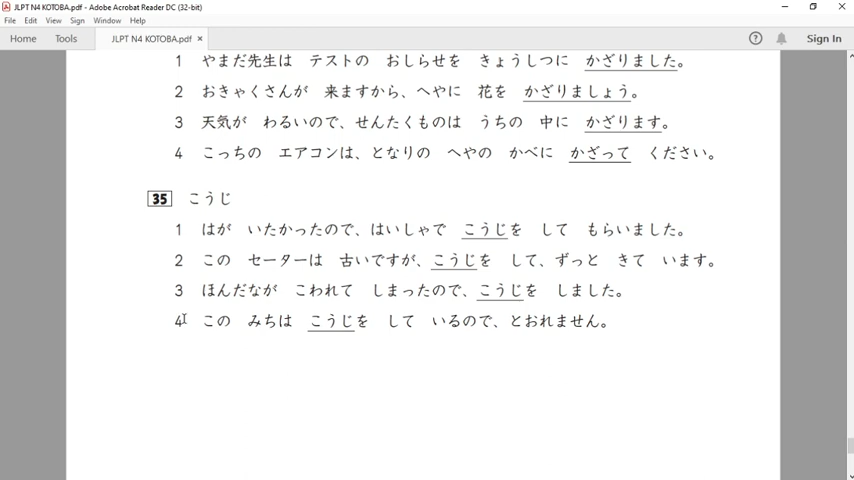 JLPT N4 KOTOBA.pdf - Adobe Acrobat Reader DC (32-bit)
File Edit View Sign Window Help
Home Tools JLPT N4 KOTOBA.pdf × Sign In
1 やまだ先生は テストの おしらせを きょうしつに かざりました。
2 おきゃくさんが 来ますから、へやに 花を かざりましょう。
3 天気が わるいので、せんたくものは うちの 中に かざります。
4 こっちの エアコンは、となりの へやの かべに かざって ください。
35 こうじ
1 はが いたかったので、はいしゃで こうじを して もらいました。
2 この セーターは 古いですが、こうじを して、ずっと きて います。
3 ほんだなが こわれて しまったので、こうじを しました。
4 この みちは こうじを して いるので、とおれません。